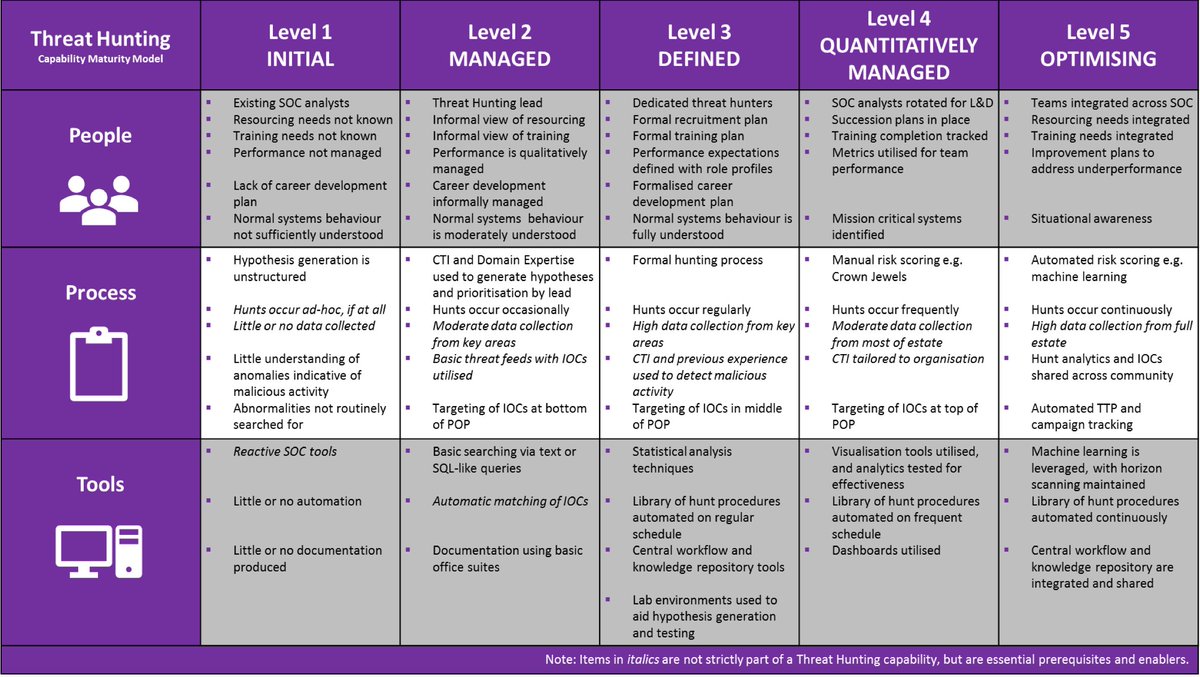 Threat Hunting
Capability Maturity Model
Level 1
INITIAL
Level 2
MANAGED
Level 3
DEFINED
Level 4
QUANTITATIVELY
MANAGED
Level 5
OPTIMISING
People
Existing SOC analysts
Resourcing needs not known
Training needs not known
Performance not managed
Lack of career development
plan
Normal systems behaviour
not sufficiently understood
Threat Hunting lead
Informal view of resourcing
Informal view of training
Performance is qualitatively
managed
Career development
informally managed
Normal systems behaviour
is moderately understood
Dedicated threat hunters
Formal recruitment plan
Formal training plan
Performance expectations
defined with role profiles
Formalised career
development plan
Normal systems behaviour is
fully understood
SOC analysts rotated for L&D
Succession plans in place
Training completion tracked
Metrics utilised for team
performance
Mission critical systems
identified
Teams integrated across SOC
Resourcing needs integrated
Training needs integrated
Improvement plans to
address underperformance
Situational awareness
Process
Hypothesis generation is
unstructured
Hunts occur ad-hoc, if at all
Little or no data collected
Little understanding of
anomalies indicative of
malicious activity
Abnormalities not routinely
searched for
CTI and Domain Expertise
used to generate hypotheses
and prioritisation by lead
Hunts occur occasionally
Moderate data collection
from key areas
Basic threat feeds with IOCs
utilised
Targeting of IOCs at bottom
of POP
Formal hunting process
Hunts occur regularly
High data collection from key
areas
CTI and previous experience
used to detect malicious
activity
Targeting of IOCs in middle
of POP
Manual risk scoring e.g.
Crown Jewels
Hunts occur frequently
Moderate data collection
from most of estate
CTI tailored to organisation
Targeting of IOCs at top of
POP
Automated risk scoring e.g.
machine learning
Hunts occur continuously
High data collection from full
estate
Hunt analytics and IOCs
shared across community
Automated TTP and
campaign tracking
Tools
Reactive SOC tools
Little or no automation
Little or no documentation
produced
Basic searching via text or
SQL-like queries
Automatic matching of IOCs
Documentation using basic
office suites
Statistical analysis
techniques
Library of hunt procedures
automated on regular
schedule
Central workflow and
knowledge repository tools
Lab environments used to
aid hypothesis generation
and testing
Visualisation tools utilised,
and analytics tested for
effectiveness
Library of hunt procedures
automated on frequent
schedule
Dashboards utilised
Machine learning is
leveraged, with horizon
scanning maintained
Library of hunt procedures
automated continuously
Central workflow and
knowledge repository are
integrated and shared
Note: Items in italics are not strictly part of a Threat Hunting capability, but are essential prerequisites and enablers.